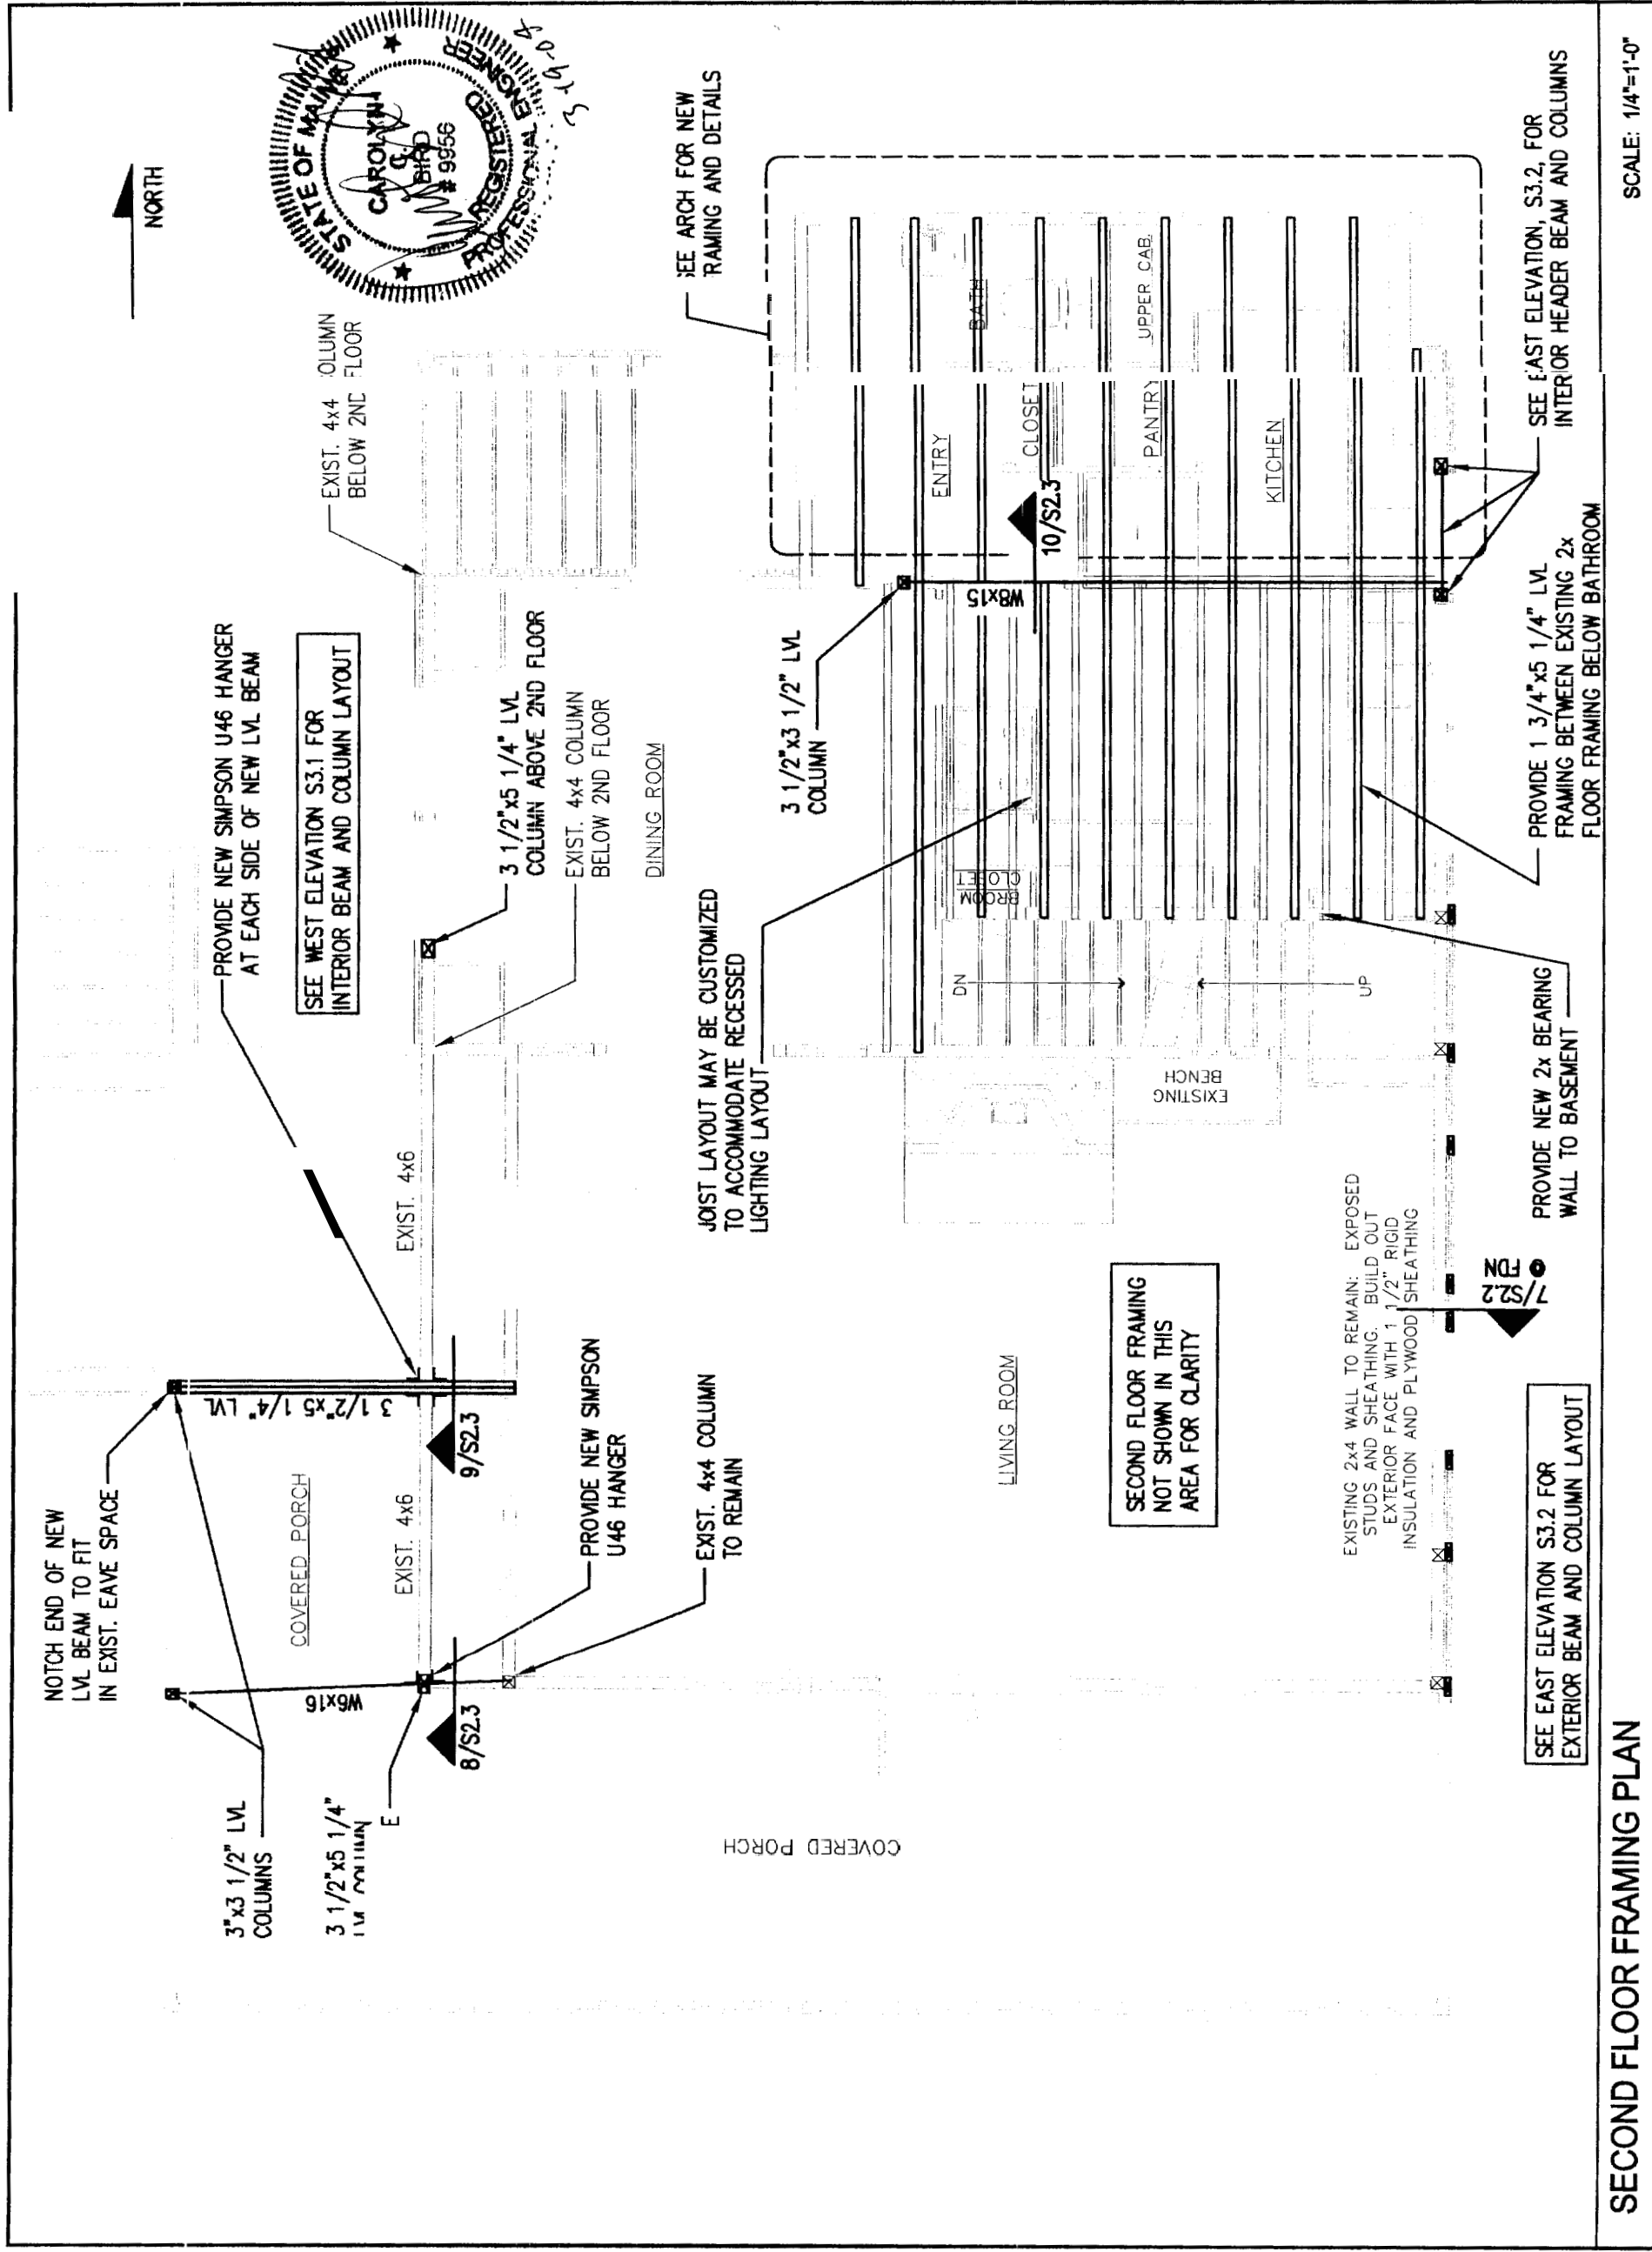 NORTH
STATE OF MAINE
CAROLYN
C.
BIRD
# 9956
REGISTERED
PROFESSIONAL ENGINEER
3-19-04
NOTCH END OF NEW
LVL BEAM TO FIT
IN EXIST. EAVE SPACE
PROVIDE NEW SIMPSON U46 HANGER
AT EACH SIDE OF NEW LVL BEAM
SEE WEST ELEVATION S3.1 FOR
INTERIOR BEAM AND COLUMN LAYOUT
EXIST. 4x4 COLUMN
BELOW 2ND FLOOR
3"x3 1/2" LVL
COLUMNS
3 1/2"x5 1/4"
LVL COLUMN
E
W6x16
COVERED PORCH
3 1/2"x5 1/4" LVL
EXIST. 4x6
EXIST. 4x6
8/S2.3
9/S2.3
3 1/2"x5 1/4" LVL
COLUMN ABOVE 2ND FLOOR
EXIST. 4x4 COLUMN
BELOW 2ND FLOOR
DINING ROOM
PROVIDE NEW SIMPSON
U46 HANGER
EXIST. 4x4 COLUMN
TO REMAIN
SEE ARCH FOR NEW
FRAMING AND DETAILS
JOIST LAYOUT MAY BE CUSTOMIZED
TO ACCOMMODATE RECESSED
LIGHTING LAYOUT
3 1/2"x3 1/2" LVL
COLUMN
COVERED PORCH
LIVING ROOM
EXISTING
BENCH
DN
UP
BROOM
CLOSET
W8x15
10/S2.3
ENTRY
CLOSET
PANTRY
KITCHEN
BATH
UPPER CAB.
SECOND FLOOR FRAMING
NOT SHOWN IN THIS
AREA FOR CLARITY
EXISTING 2x4 WALL TO REMAIN: EXPOSED
STUDS AND SHEATHING. BUILD OUT
EXTERIOR FACE WITH 1 1/2" RIGID
INSULATION AND PLYWOOD SHEATHING
7/S2.2
@ FDN
SEE EAST ELEVATION S3.2 FOR
EXTERIOR BEAM AND COLUMN LAYOUT
PROVIDE NEW 2x BEARING
WALL TO BASEMENT
PROVIDE 1 3/4"x5 1/4" LVL
FRAMING BETWEEN EXISTING 2x
FLOOR FRAMING BELOW BATHROOM
SEE EAST ELEVATION, S3.2, FOR
INTERIOR HEADER BEAM AND COLUMNS
SECOND FLOOR FRAMING PLAN
SCALE: 1/4"=1'-0"